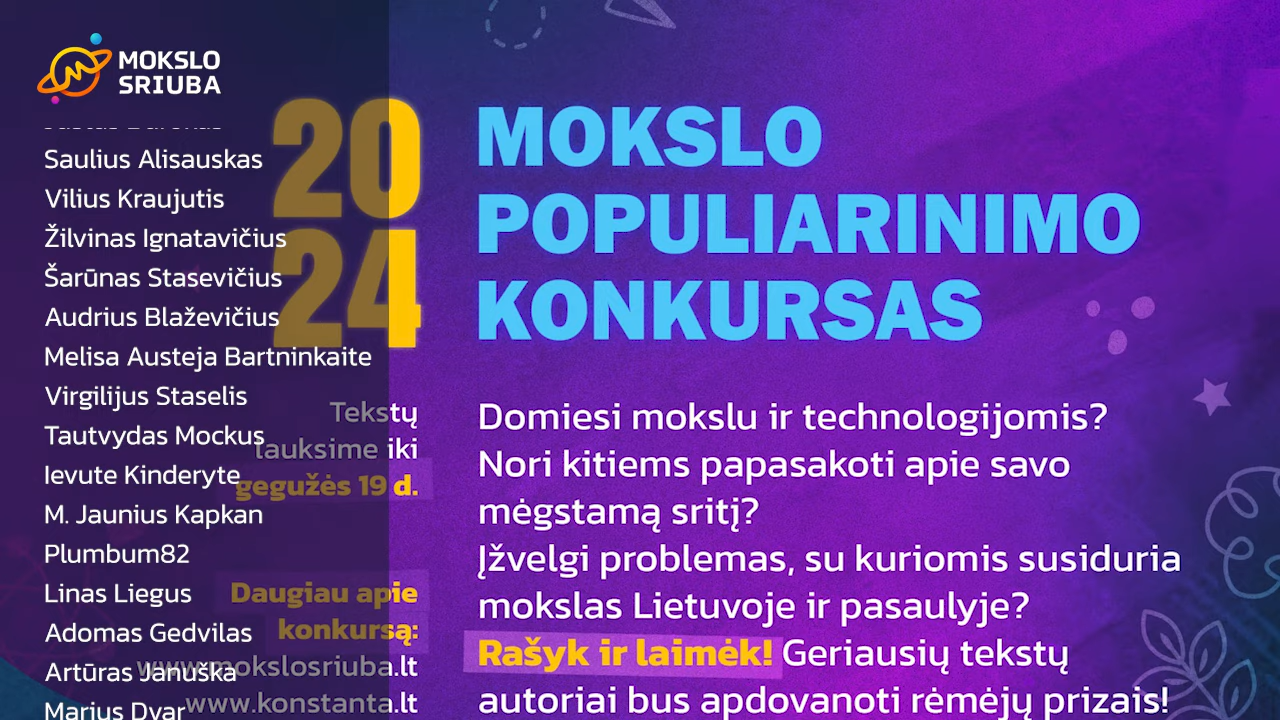 MOKSLO
SRIUBA
Saulius Alisauskas
Vilius Kraujutis
Žilvinas Ignatavičius
Šarūnas Stasevičius
Audrius Blaževičius
Melisa Austeja Bartninkaite
Virgilijus Staselis
Tautvydas Mockus
Ievute Kinderyte
M. Jaunius Kapkan
Plumbum82
Linas Liegus
Adomas Gedvilas
Artūras Januška
Marius Dvar
20
24
Tekstų
lauksime iki
gegužės 19 d.
Daugiau apie
konkursą:
www.mokslosriuba.lt
www.konstanta.lt
MOKSLO
POPULIARINIMO
KONKURSAS
Domiesi mokslu ir technologijomis?
Nori kitiems papasakoti apie savo
mėgstamą sritį?
Įžvelgi problemas, su kuriomis susiduria
mokslas Lietuvoje ir pasaulyje?
Rašyk ir laimėk! Geriausių tekstų
autoriai bus apdovanoti rėmėjų prizais!